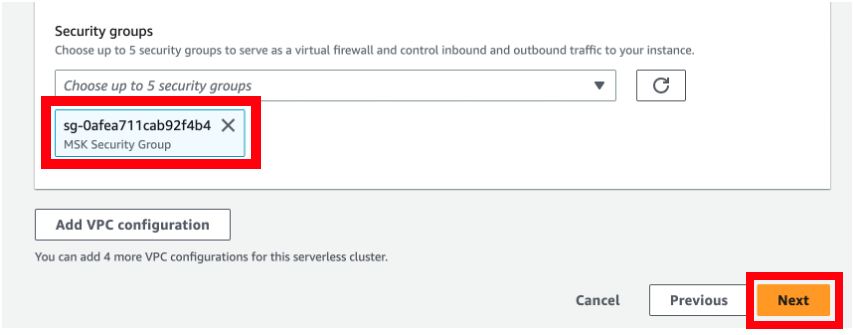 Security groups
Choose up to 5 security groups to serve as a virtual firewall and control inbound and outbound traffic to your instance.
Choose up to 5 security groups
sg-0afea711cab92f4b4
MSK Security Group
Add VPC configuration
You can add 4 more VPC configurations for this serverless cluster.
Cancel Previous Next